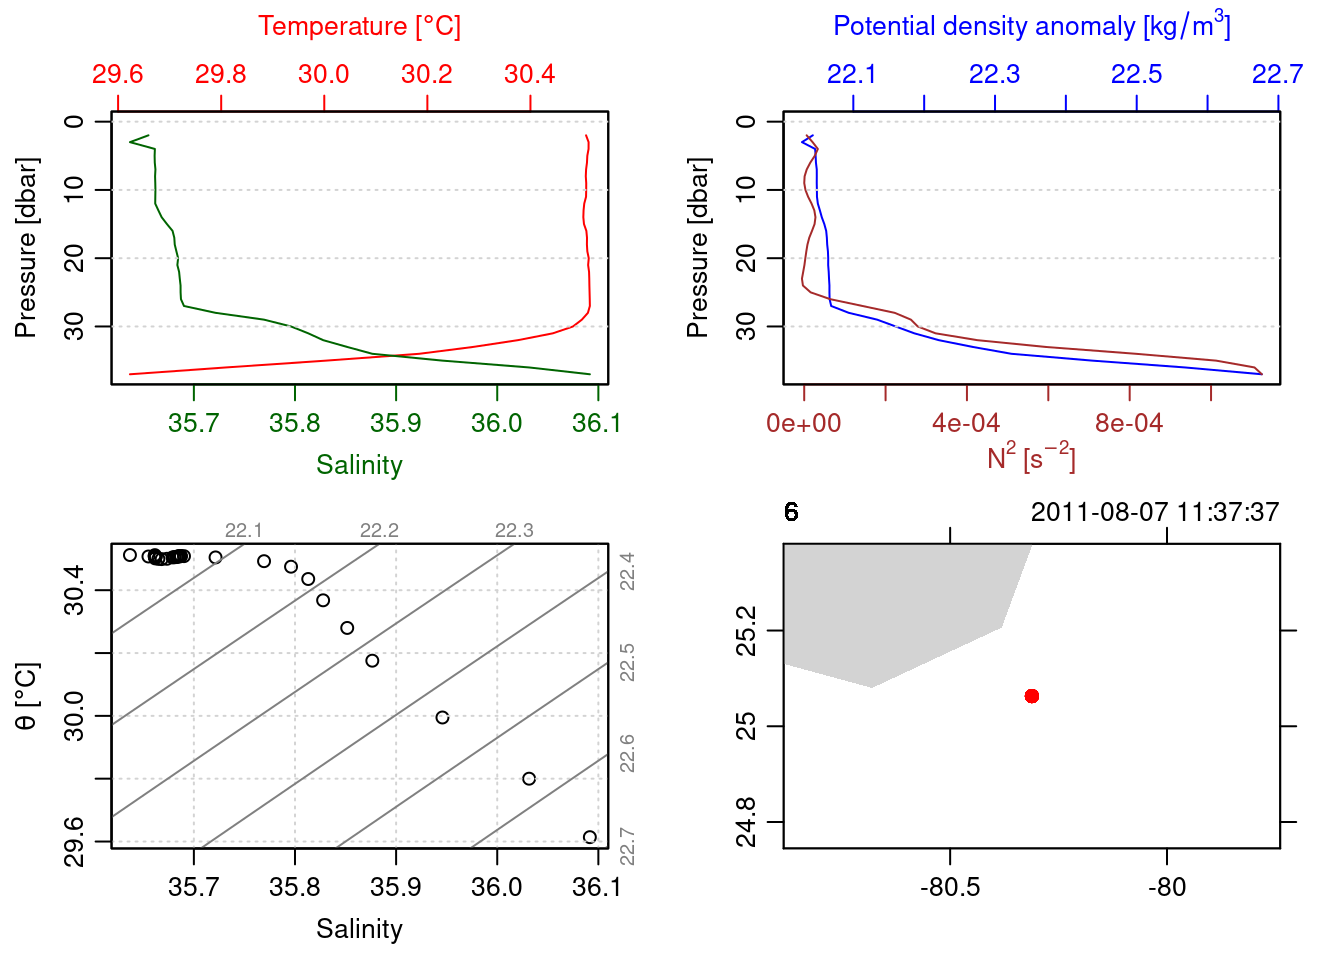 Temperature [°C]
29.6 29.8 30.0 30.2 30.4
Pressure [dbar]
0 10 20 30
35.7 35.8 35.9 36.0 36.1
Salinity
Potential density anomaly [kg/m³]
22.1 22.3 22.5 22.7
Pressure [dbar]
0 10 20 30
0e+00 4e-04 8e-04
N² [s⁻²]
22.1 22.2 22.3
22.4 22.5 22.6 22.7
θ [°C]
30.4 30.0 29.6
35.7 35.8 35.9 36.0 36.1
Salinity
6 2011-08-07 11:37:37
25.2 25 24.8
-80.5 -80